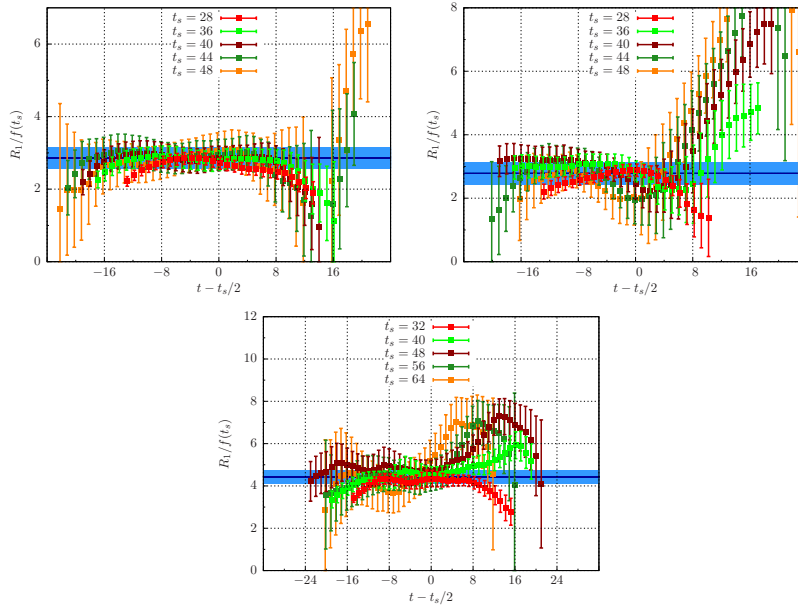 t_s = 28
t_s = 36
t_s = 40
t_s = 44
t_s = 48
R_1/f(t_s)
6
4
2
0
−16 −8 0 8 16
t − t_s/2
t_s = 28
t_s = 36
t_s = 40
t_s = 44
t_s = 48
R_1/f(t_s)
8
6
4
2
0
−16 −8 0 8 16
t − t_s/2
t_s = 32
t_s = 40
t_s = 48
t_s = 56
t_s = 64
R_1/f(t_s)
12
10
8
6
4
2
0
−24 −16 −8 0 8 16 24
t − t_s/2